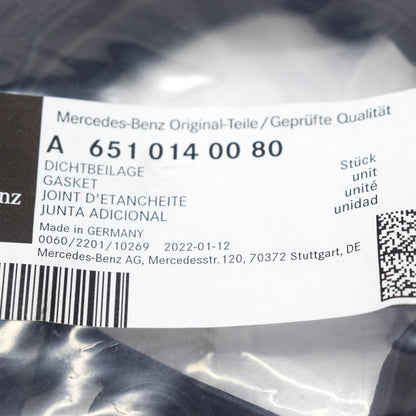 Mercedes-Benz Original-Teile/Geprüfte Qualität
A 651 014 00 80
DICHTBEILAGE
GASKET
JOINT D'ETANCHEITE
JUNTA ADICIONAL
Stück
unit
unité
unidad
nz
Made in GERMANY
0060/2201/10269 2022-01-12
Mercedes-Benz AG, Mercedesstr.120, 70372 Stuttgart, DE